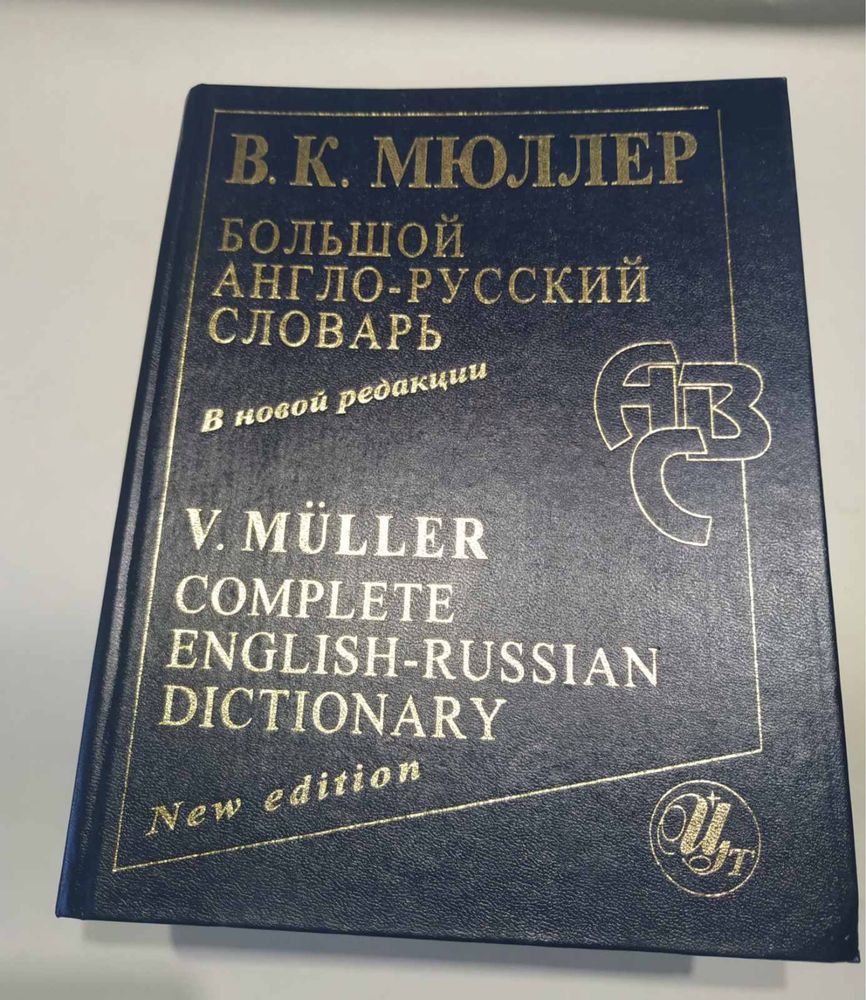 В. К. МЮЛЛЕР
БОЛЬШОЙ
АНГЛО-РУССКИЙ
СЛОВАРЬ
В новой редакции
ABC
V. MÜLLER
COMPLETE
ENGLISH-RUSSIAN
DICTIONARY
New edition